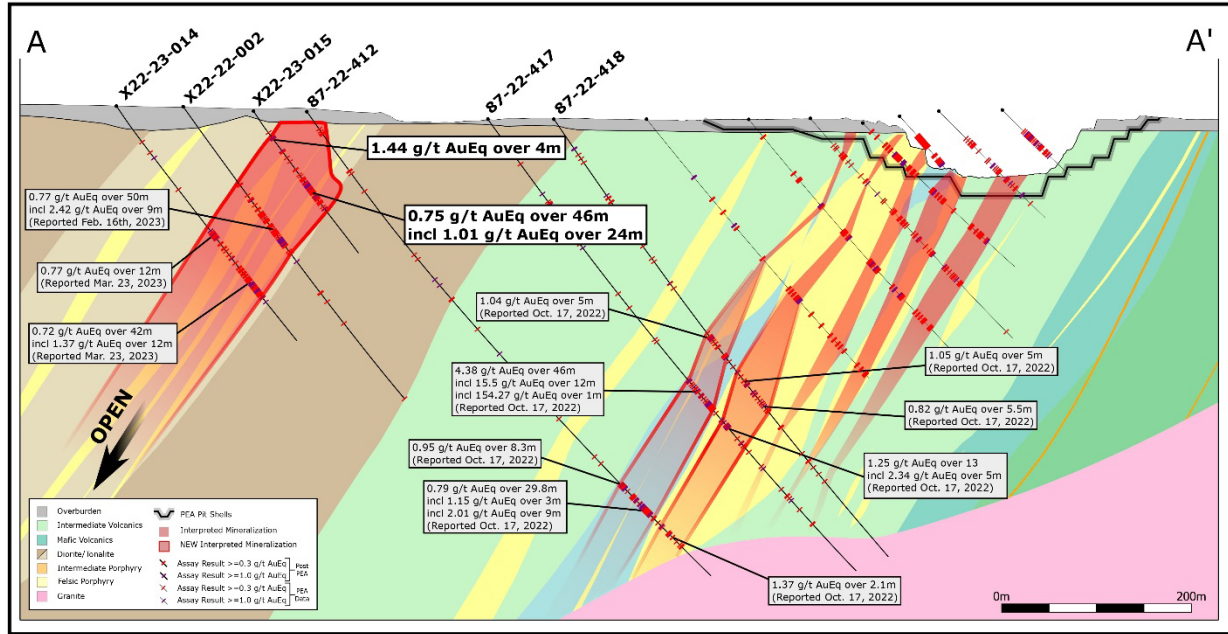 A
A'
X22-23-014
X22-22-002
X22-23-015
87-22-412
87-22-417
87-22-418
1.44 g/t AuEq over 4m
0.75 g/t AuEq over 46m
incl 1.01 g/t AuEq over 24m
0.77 g/t AuEq over 50m
incl 2.42 g/t AuEq over 9m
(Reported Feb. 16th, 2023)
0.77 g/t AuEq over 12m
(Reported Mar. 23, 2023)
0.72 g/t AuEq over 42m
incl 1.37 g/t AuEq over 12m
(Reported Mar. 23, 2023)
OPEN
1.04 g/t AuEq over 5m
(Reported Oct. 17, 2022)
4.38 g/t AuEq over 46m
incl 15.5 g/t AuEq over 12m
incl 154.27 g/t AuEq over 1m
(Reported Oct. 17, 2022)
0.95 g/t AuEq over 8.3m
(Reported Oct. 17, 2022)
0.79 g/t AuEq over 29.8m
incl 1.15 g/t AuEq over 3m
incl 2.01 g/t AuEq over 9m
(Reported Oct. 17, 2022)
1.05 g/t AuEq over 5m
(Reported Oct. 17, 2022)
0.82 g/t AuEq over 5.5m
(Reported Oct. 17, 2022)
1.25 g/t AuEq over 13
incl 2.34 g/t AuEq over 5m
(Reported Oct. 17, 2022)
1.37 g/t AuEq over 2.1m
(Reported Oct. 17, 2022)
Overburden
Intermediate Volcanics
Mafic Volcanics
Diorite/Tonalite
Intermediate Porphyry
Felsic Porphyry
Granite
PEA Pit Shells
Interpreted Mineralization
NEW Interpreted Mineralization
Assay Result >=0.3 g/t AuEq
Assay Result >=1.0 g/t AuEq
Post
PEA
Assay Result >=0.3 g/t AuEq
Assay Result >=1.0 g/t AuEq
PEA
Data
0m
200m